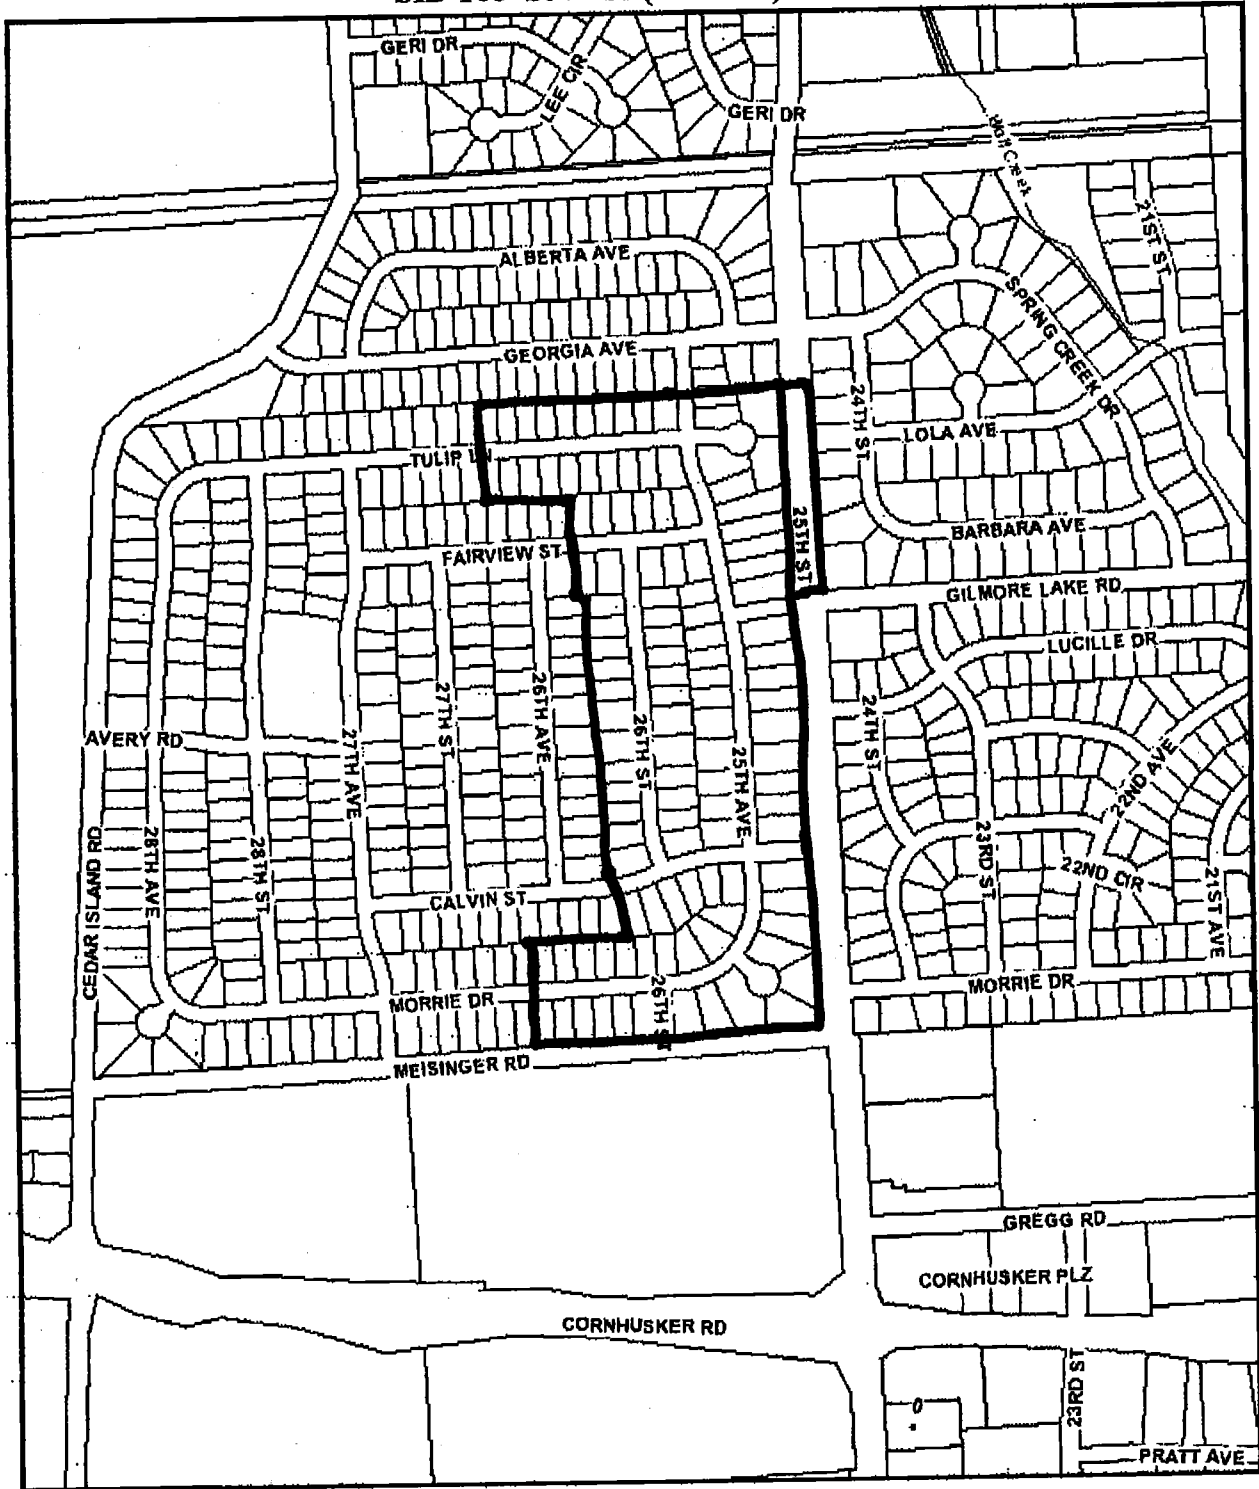 GERI DR
LEE CIR
GERI DR
21ST ST
ALBERTA AVE
SPRING CREEK DR
GEORGIA AVE
24TH ST
LOLA AVE
TULIP LN
25TH ST
BARBARA AVE
FAIRVIEW ST
GILMORE LAKE RD
LUCILLE DR
27TH ST
26TH AVE
26TH ST
24TH ST
AVERY RD
27TH AVE
25TH AVE
22ND AVE
CEDAR ISLAND RD
28TH AVE
28TH ST
23RD ST
22ND CIR
21ST AVE
CALVIN ST
MORRIE DR
26TH ST
MORRIE DR
MEISINGER RD
GREGG RD
CORNHUSKER PLZ
CORNHUSKER RD
23RD ST
PRATT AVE